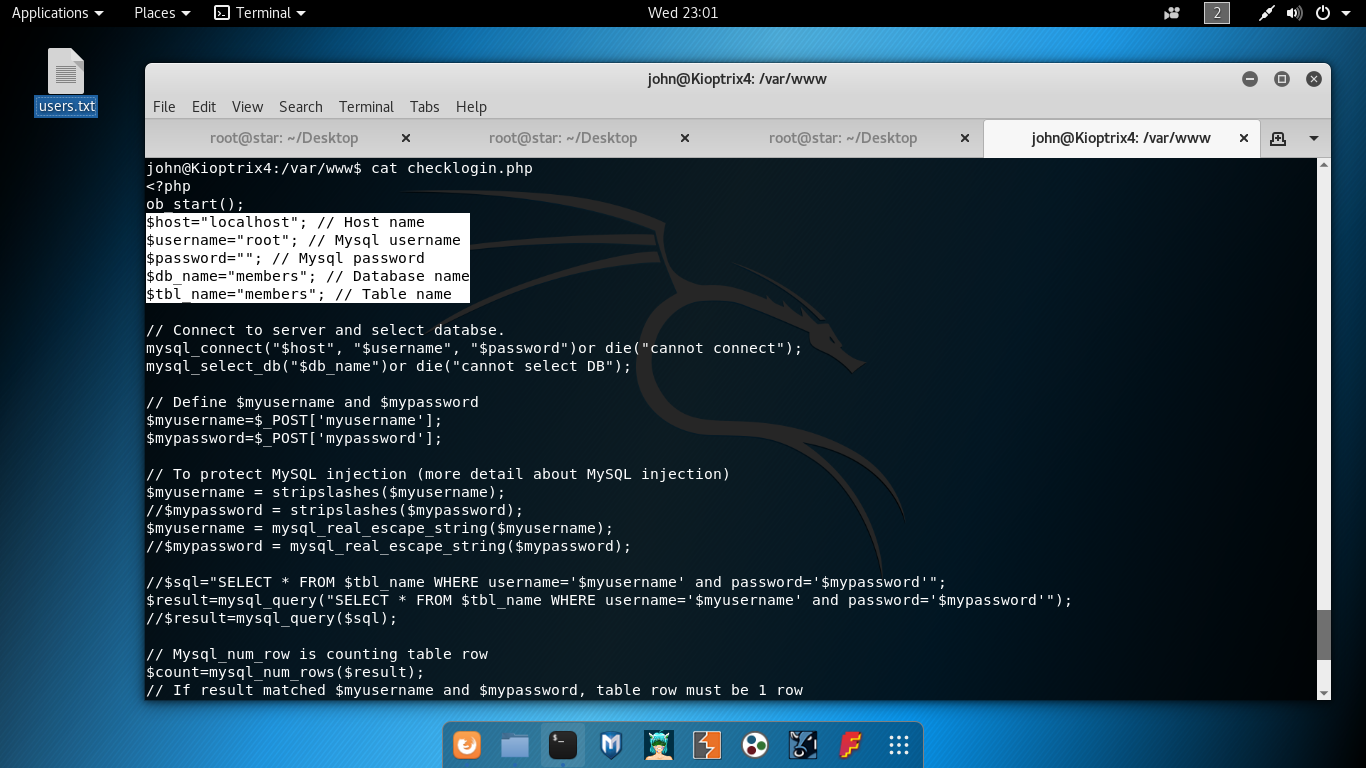 Applications
Places
Terminal
Wed 23:01
2
users.txt
john@Kioptrix4: /var/www
File Edit View Search Terminal Tabs Help
root@star: ~/Desktop
root@star: ~/Desktop
root@star: ~/Desktop
john@Kioptrix4: /var/www
john@Kioptrix4:/var/www$ cat checklogin.php
<?php
ob_start();
$host="localhost"; // Host name
$username="root"; // Mysql username
$password=""; // Mysql password
$db_name="members"; // Database name
$tbl_name="members"; // Table name
// Connect to server and select databse.
mysql_connect("$host", "$username", "$password")or die("cannot connect");
mysql_select_db("$db_name")or die("cannot select DB");
// Define $myusername and $mypassword
$myusername=$_POST['myusername'];
$mypassword=$_POST['mypassword'];
// To protect MySQL injection (more detail about MySQL injection)
$myusername = stripslashes($myusername);
//$mypassword = stripslashes($mypassword);
$myusername = mysql_real_escape_string($myusername);
//$mypassword = mysql_real_escape_string($mypassword);
//$sql="SELECT * FROM $tbl_name WHERE username='$myusername' and password='$mypassword'";
$result=mysql_query("SELECT * FROM $tbl_name WHERE username='$myusername' and password='$mypassword'");
//$result=mysql_query($sql);
// Mysql_num_row is counting table row
$count=mysql_num_rows($result);
// If result matched $myusername and $mypassword, table row must be 1 row